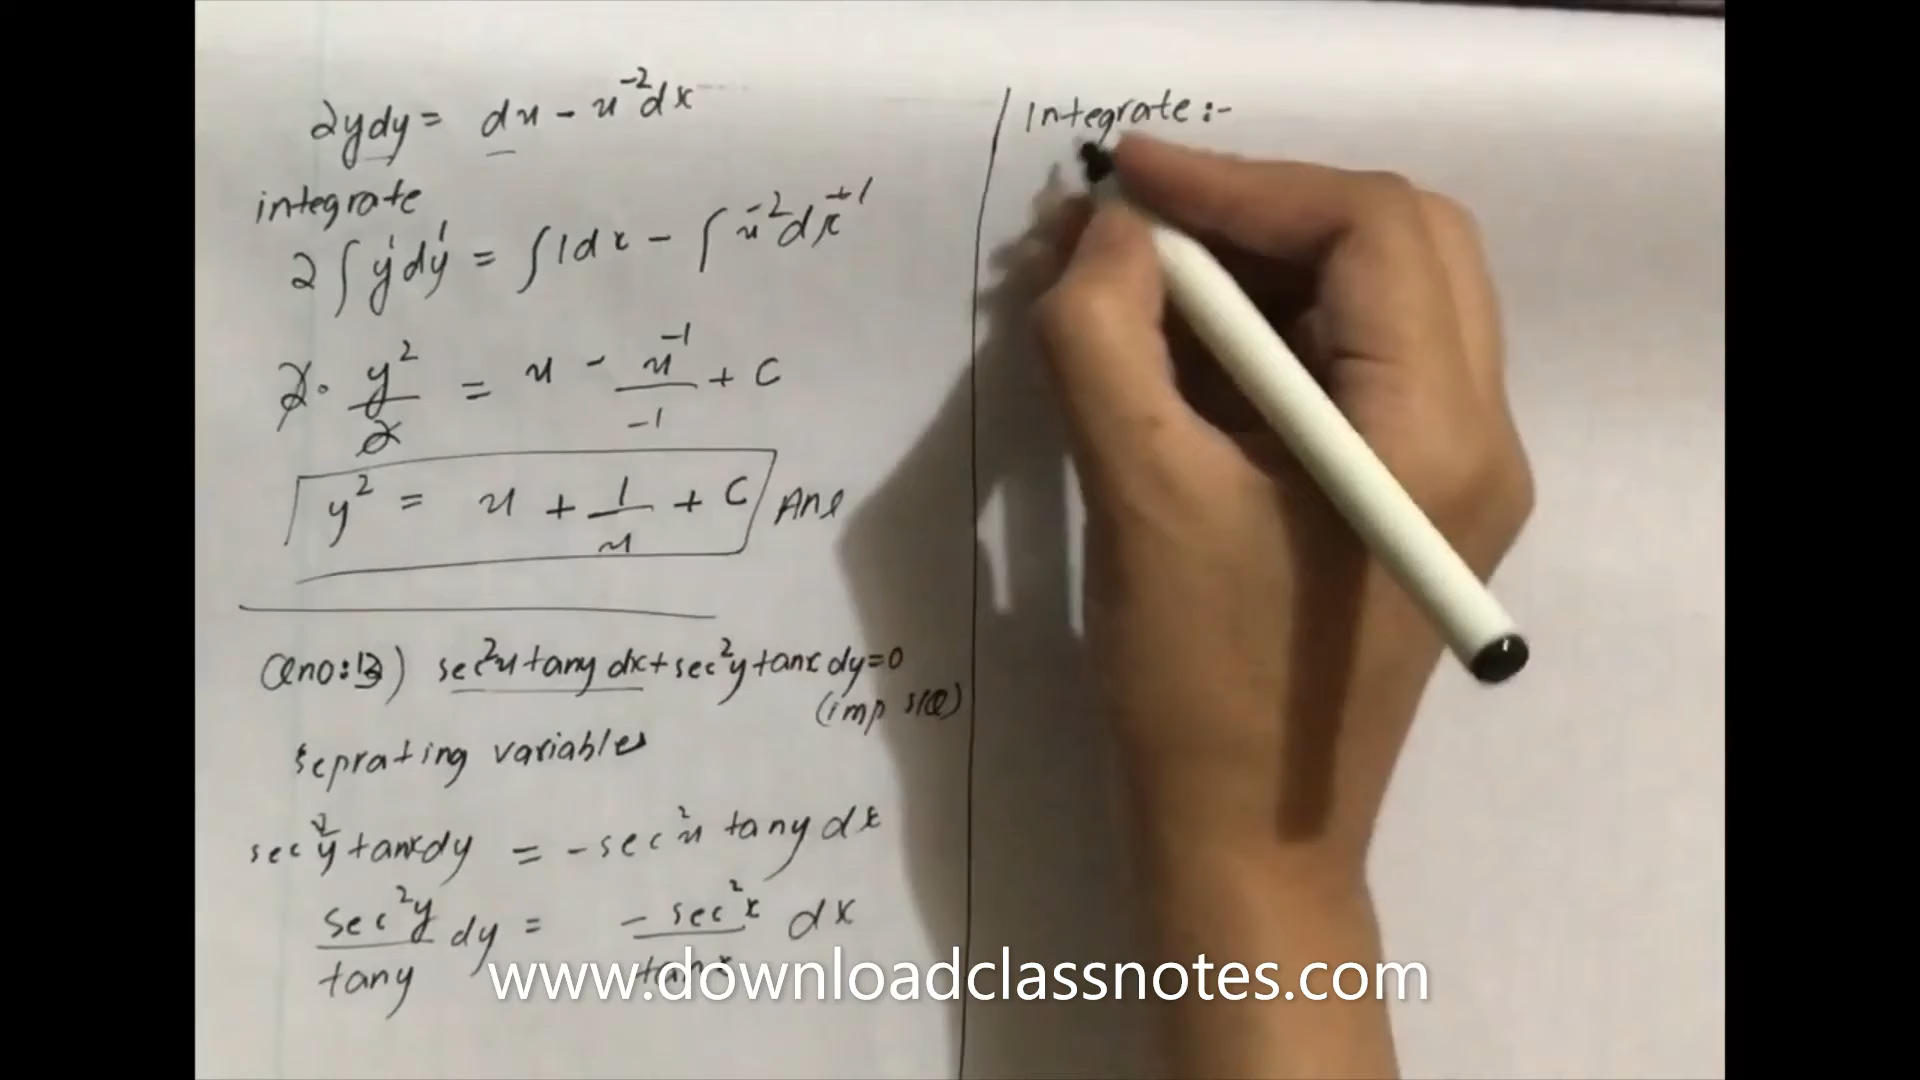 2ydy = dx - x⁻²dx
integrate
2∫y¹dy¹ = ∫1dx - ∫x⁻²dx⁺¹
2· y²/2 = x - x⁻¹/-1 + C
y² = x + 1/x + C Ans
Qno:13) sec²x tany dx + sec²y tanx dy = 0
(imp s/Q)
seprating variables
sec²y tanx dy = - sec²x tany dx
sec²y/tany dy = - sec²x/tanx dx
Integrate :-
www.downloadclassnotes.com